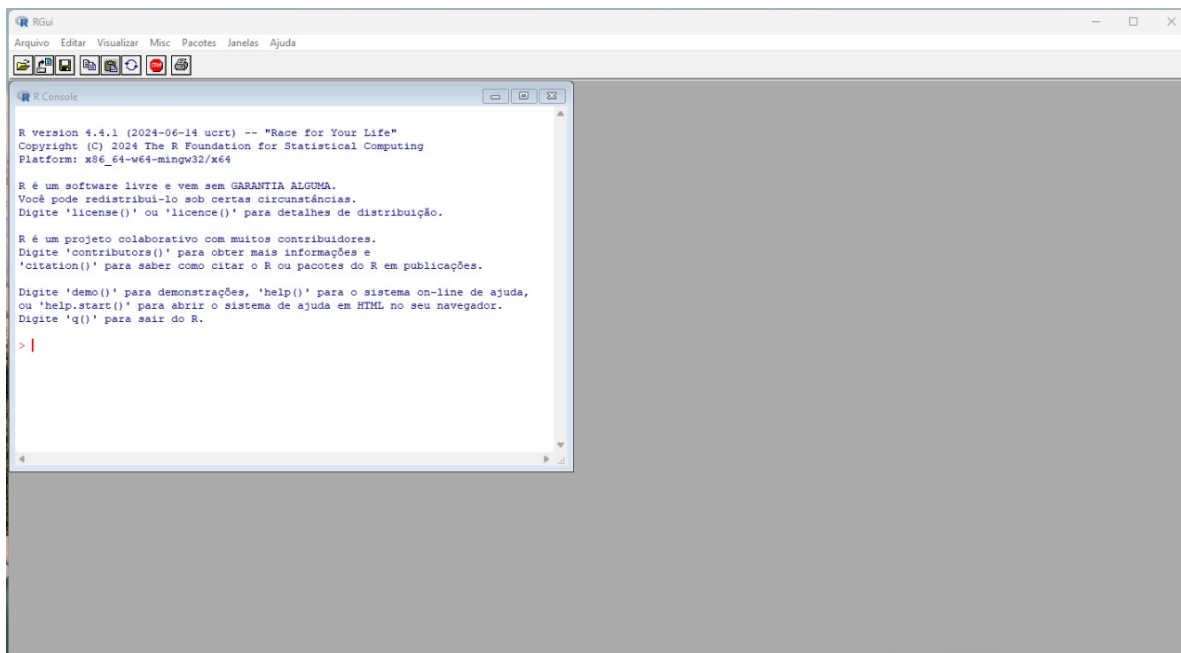 RGui
Arquivo Editar Visualizar Misc Pacotes Janelas Ajuda
STOP
R Console
R version 4.4.1 (2024-06-14 ucrt) -- "Race for Your Life"
Copyright (C) 2024 The R Foundation for Statistical Computing
Platform: x86_64-w64-mingw32/x64
R é um software livre e vem sem GARANTIA ALGUMA.
Você pode redistribuí-lo sob certas circunstâncias.
Digite 'license()' ou 'licence()' para detalhes de distribuição.
R é um projeto colaborativo com muitos contribuidores.
Digite 'contributors()' para obter mais informações e
'citation()' para saber como citar o R ou pacotes do R em publicações.
Digite 'demo()' para demonstrações, 'help()' para o sistema on-line de ajuda,
ou 'help.start()' para abrir o sistema de ajuda em HTML no seu navegador.
Digite 'q()' para sair do R.
>